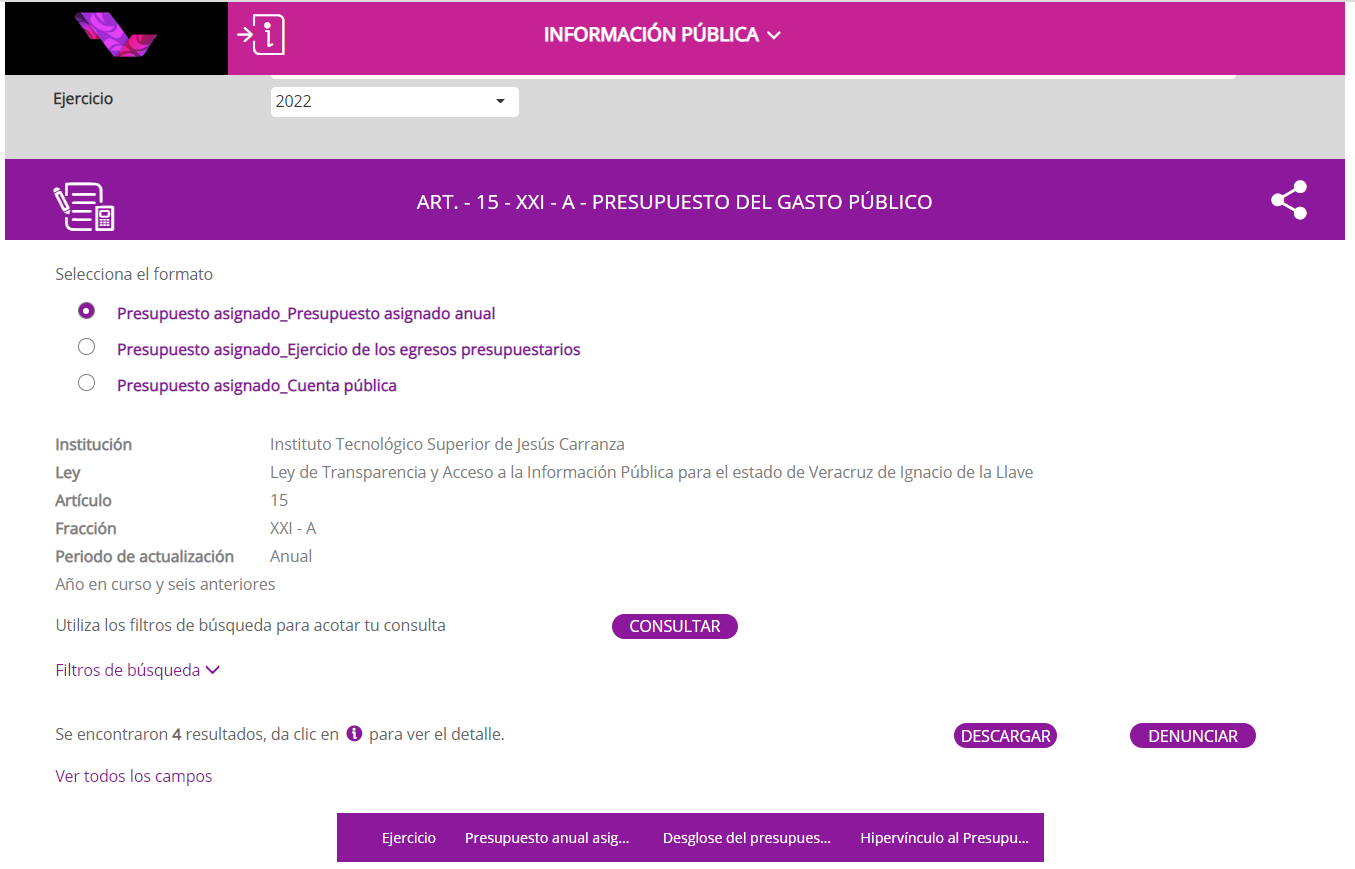 INFORMACIÓN PÚBLICA
Ejercicio 2022
ART. - 15 - XXI - A - PRESUPUESTO DEL GASTO PÚBLICO
Selecciona el formato
Presupuesto asignado_Presupuesto asignado anual
Presupuesto asignado_Ejercicio de los egresos presupuestarios
Presupuesto asignado_Cuenta pública
Institución Instituto Tecnológico Superior de Jesús Carranza
Ley Ley de Transparencia y Acceso a la Información Pública para el estado de Veracruz de Ignacio de la Llave
Artículo 15
Fracción XXI - A
Periodo de actualización Anual
Año en curso y seis anteriores
Utiliza los filtros de búsqueda para acotar tu consulta CONSULTAR
Filtros de búsqueda
Se encontraron 4 resultados, da clic en i para ver el detalle. DESCARGAR DENUNCIAR
Ver todos los campos
Ejercicio Presupuesto anual asig... Desglose del presupues... Hipervínculo al Presupu...